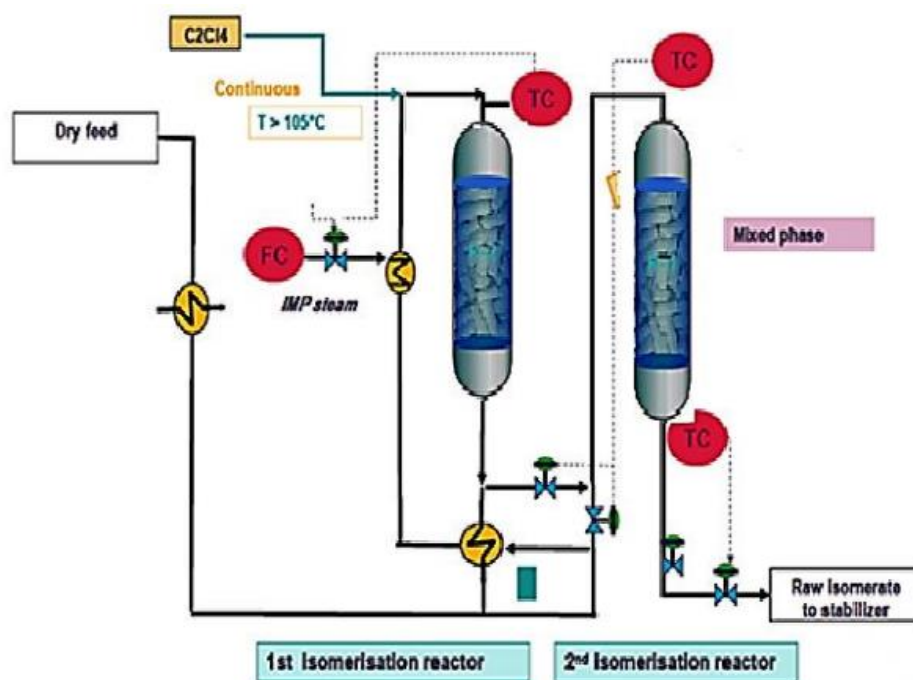 C2Cl4
Continuous
T > 105°C
TC
TC
Dry feed
FC
IMP steam
Mixed phase
TC
Raw Isomerate
to stabilizer
1st Isomerisation reactor
2nd Isomerisation reactor